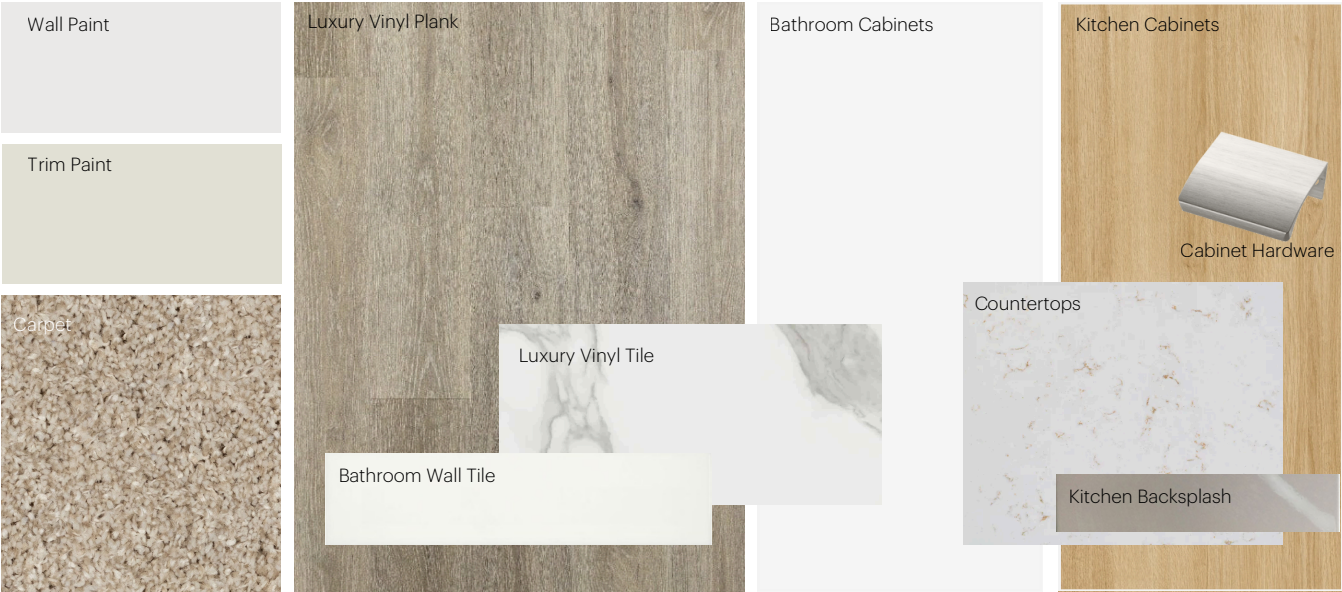 Wall Paint
Trim Paint
Carpet
Luxury Vinyl Plank
Luxury Vinyl Tile
Bathroom Wall Tile
Bathroom Cabinets
Kitchen Cabinets
Cabinet Hardware
Countertops
Kitchen Backsplash